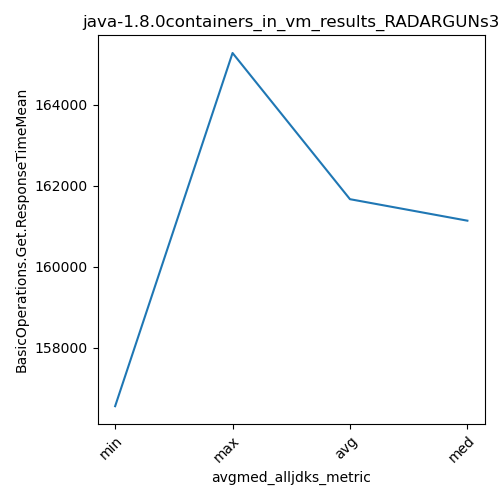 java-1.8.0containers_in_vm_results_RADARGUNs3
BasicOperations.Get.ResponseTimeMean
164000
162000
160000
158000
min
max
avg
med
avgmed_alljdks_metric